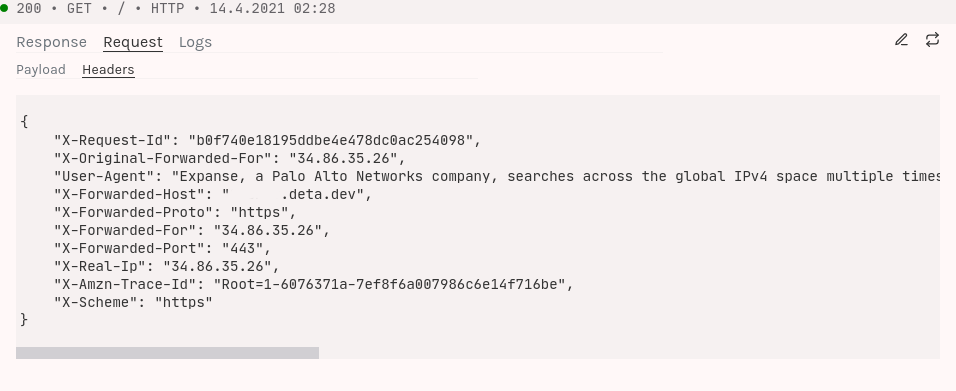 200 • GET • / • HTTP • 14.4.2021 02:28
Response Request Logs
Payload Headers
{
"X-Request-Id": "b0f740e18195ddbe4e478dc0ac254098",
"X-Original-Forwarded-For": "34.86.35.26",
"User-Agent": "Expanse, a Palo Alto Networks company, searches across the global IPv4 space multiple times
"X-Forwarded-Host": " .deta.dev",
"X-Forwarded-Proto": "https",
"X-Forwarded-For": "34.86.35.26",
"X-Forwarded-Port": "443",
"X-Real-Ip": "34.86.35.26",
"X-Amzn-Trace-Id": "Root=1-6076371a-7ef8f6a007986c6e14f716be",
"X-Scheme": "https"
}